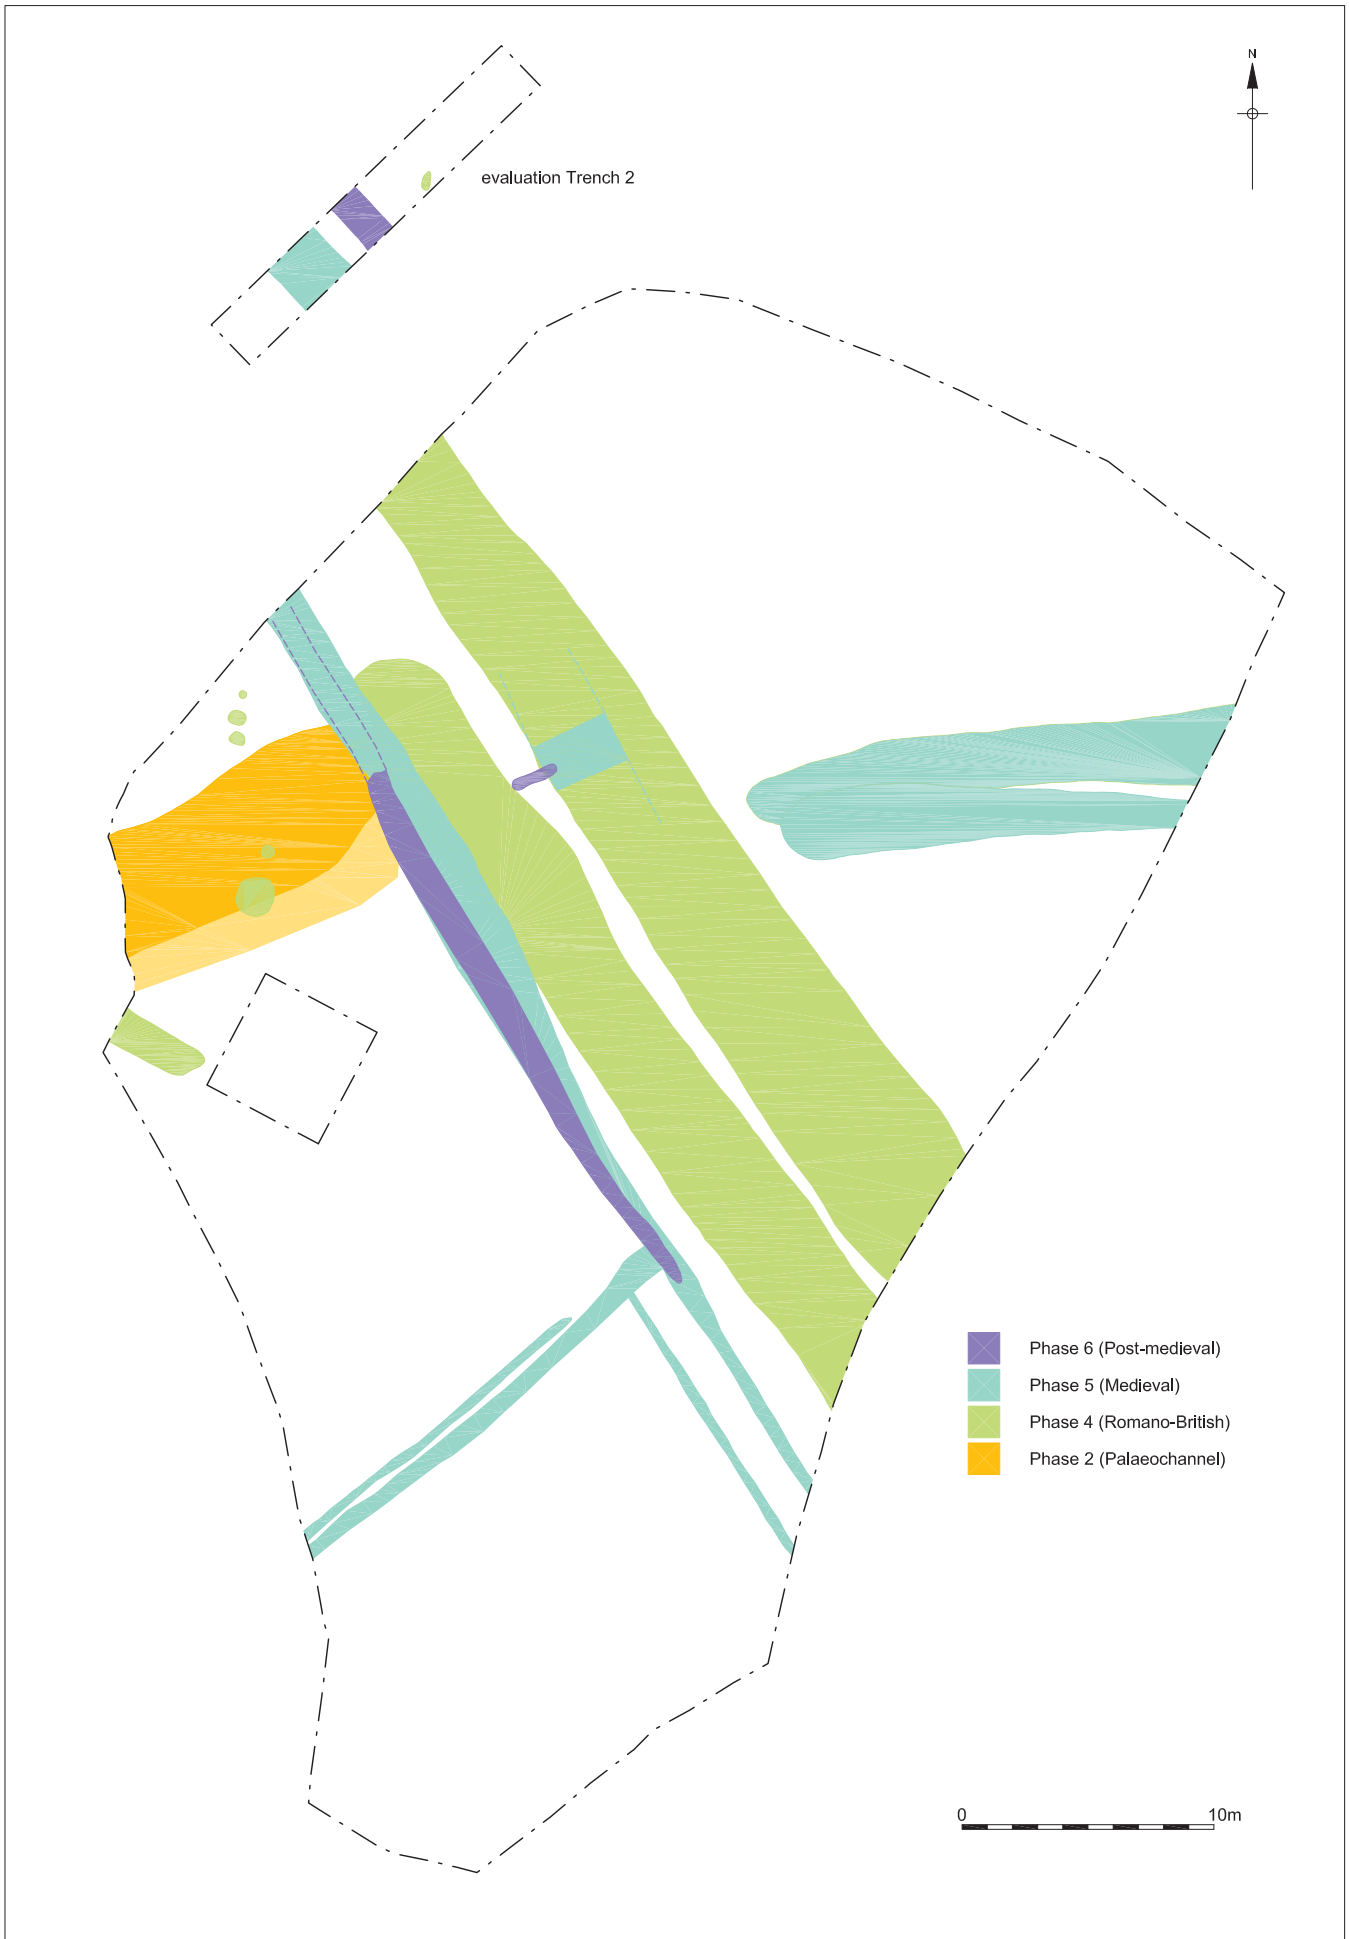 N
evaluation Trench 2
Phase 6 (Post-medieval)
Phase 5 (Medieval)
Phase 4 (Romano-British)
Phase 2 (Palaeochannel)
0 10m